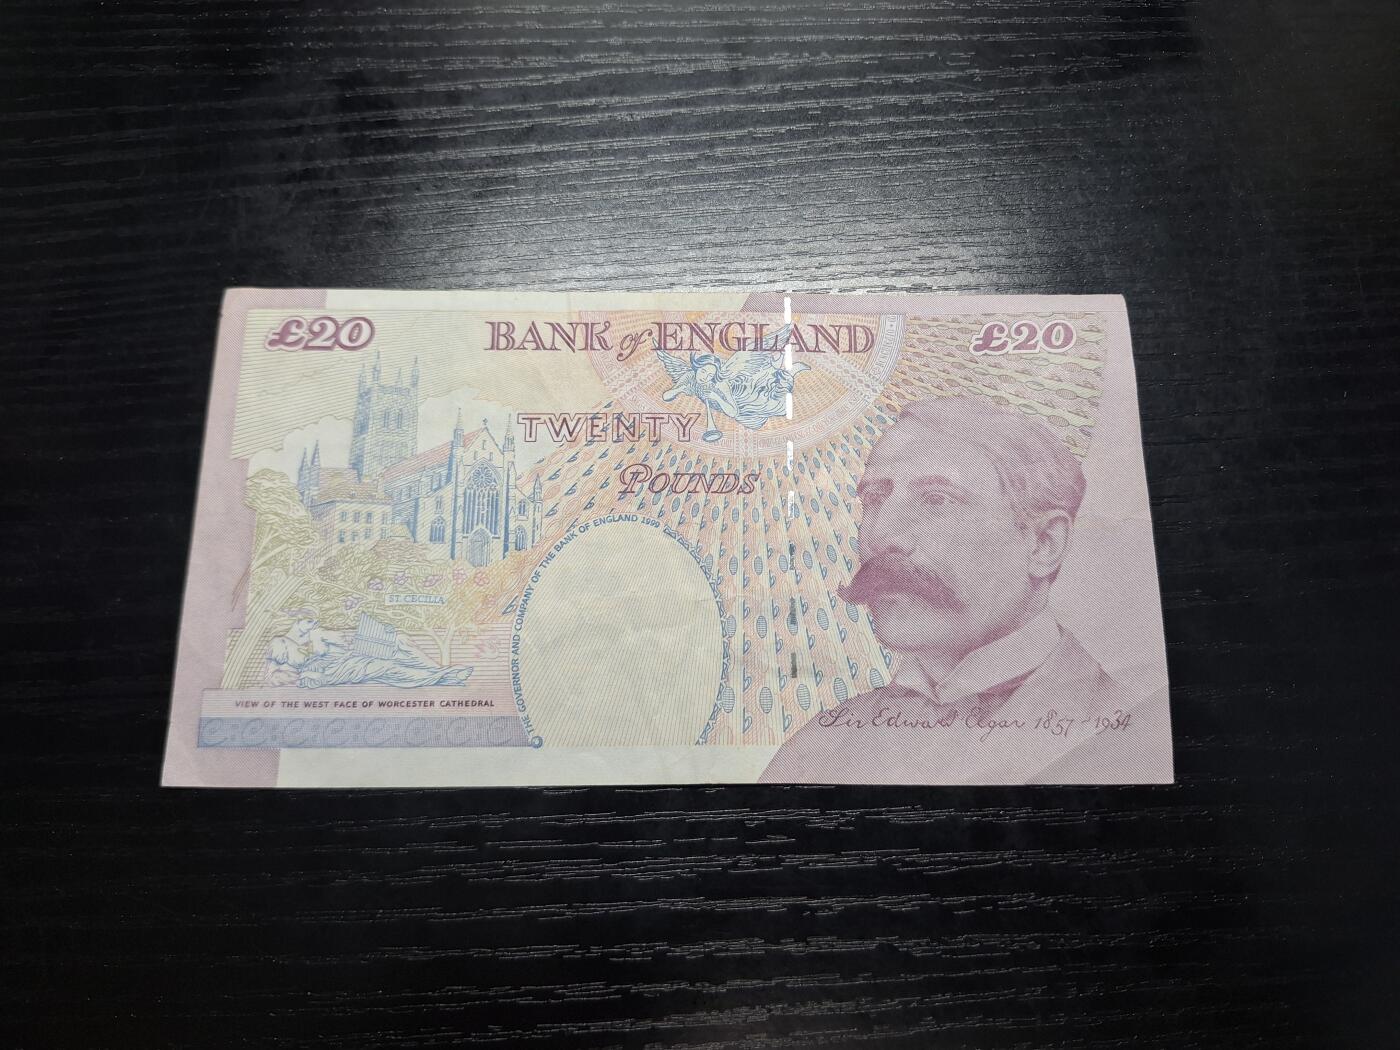 £20
BANK of ENGLAND
£20
TWENTY
POUNDS
© THE GOVERNOR AND COMPANY OF THE BANK OF ENGLAND 1999
ST. CECILIA
VIEW OF THE WEST FACE OF WORCESTER CATHEDRAL
Sir Edward Elgar 1857-1934